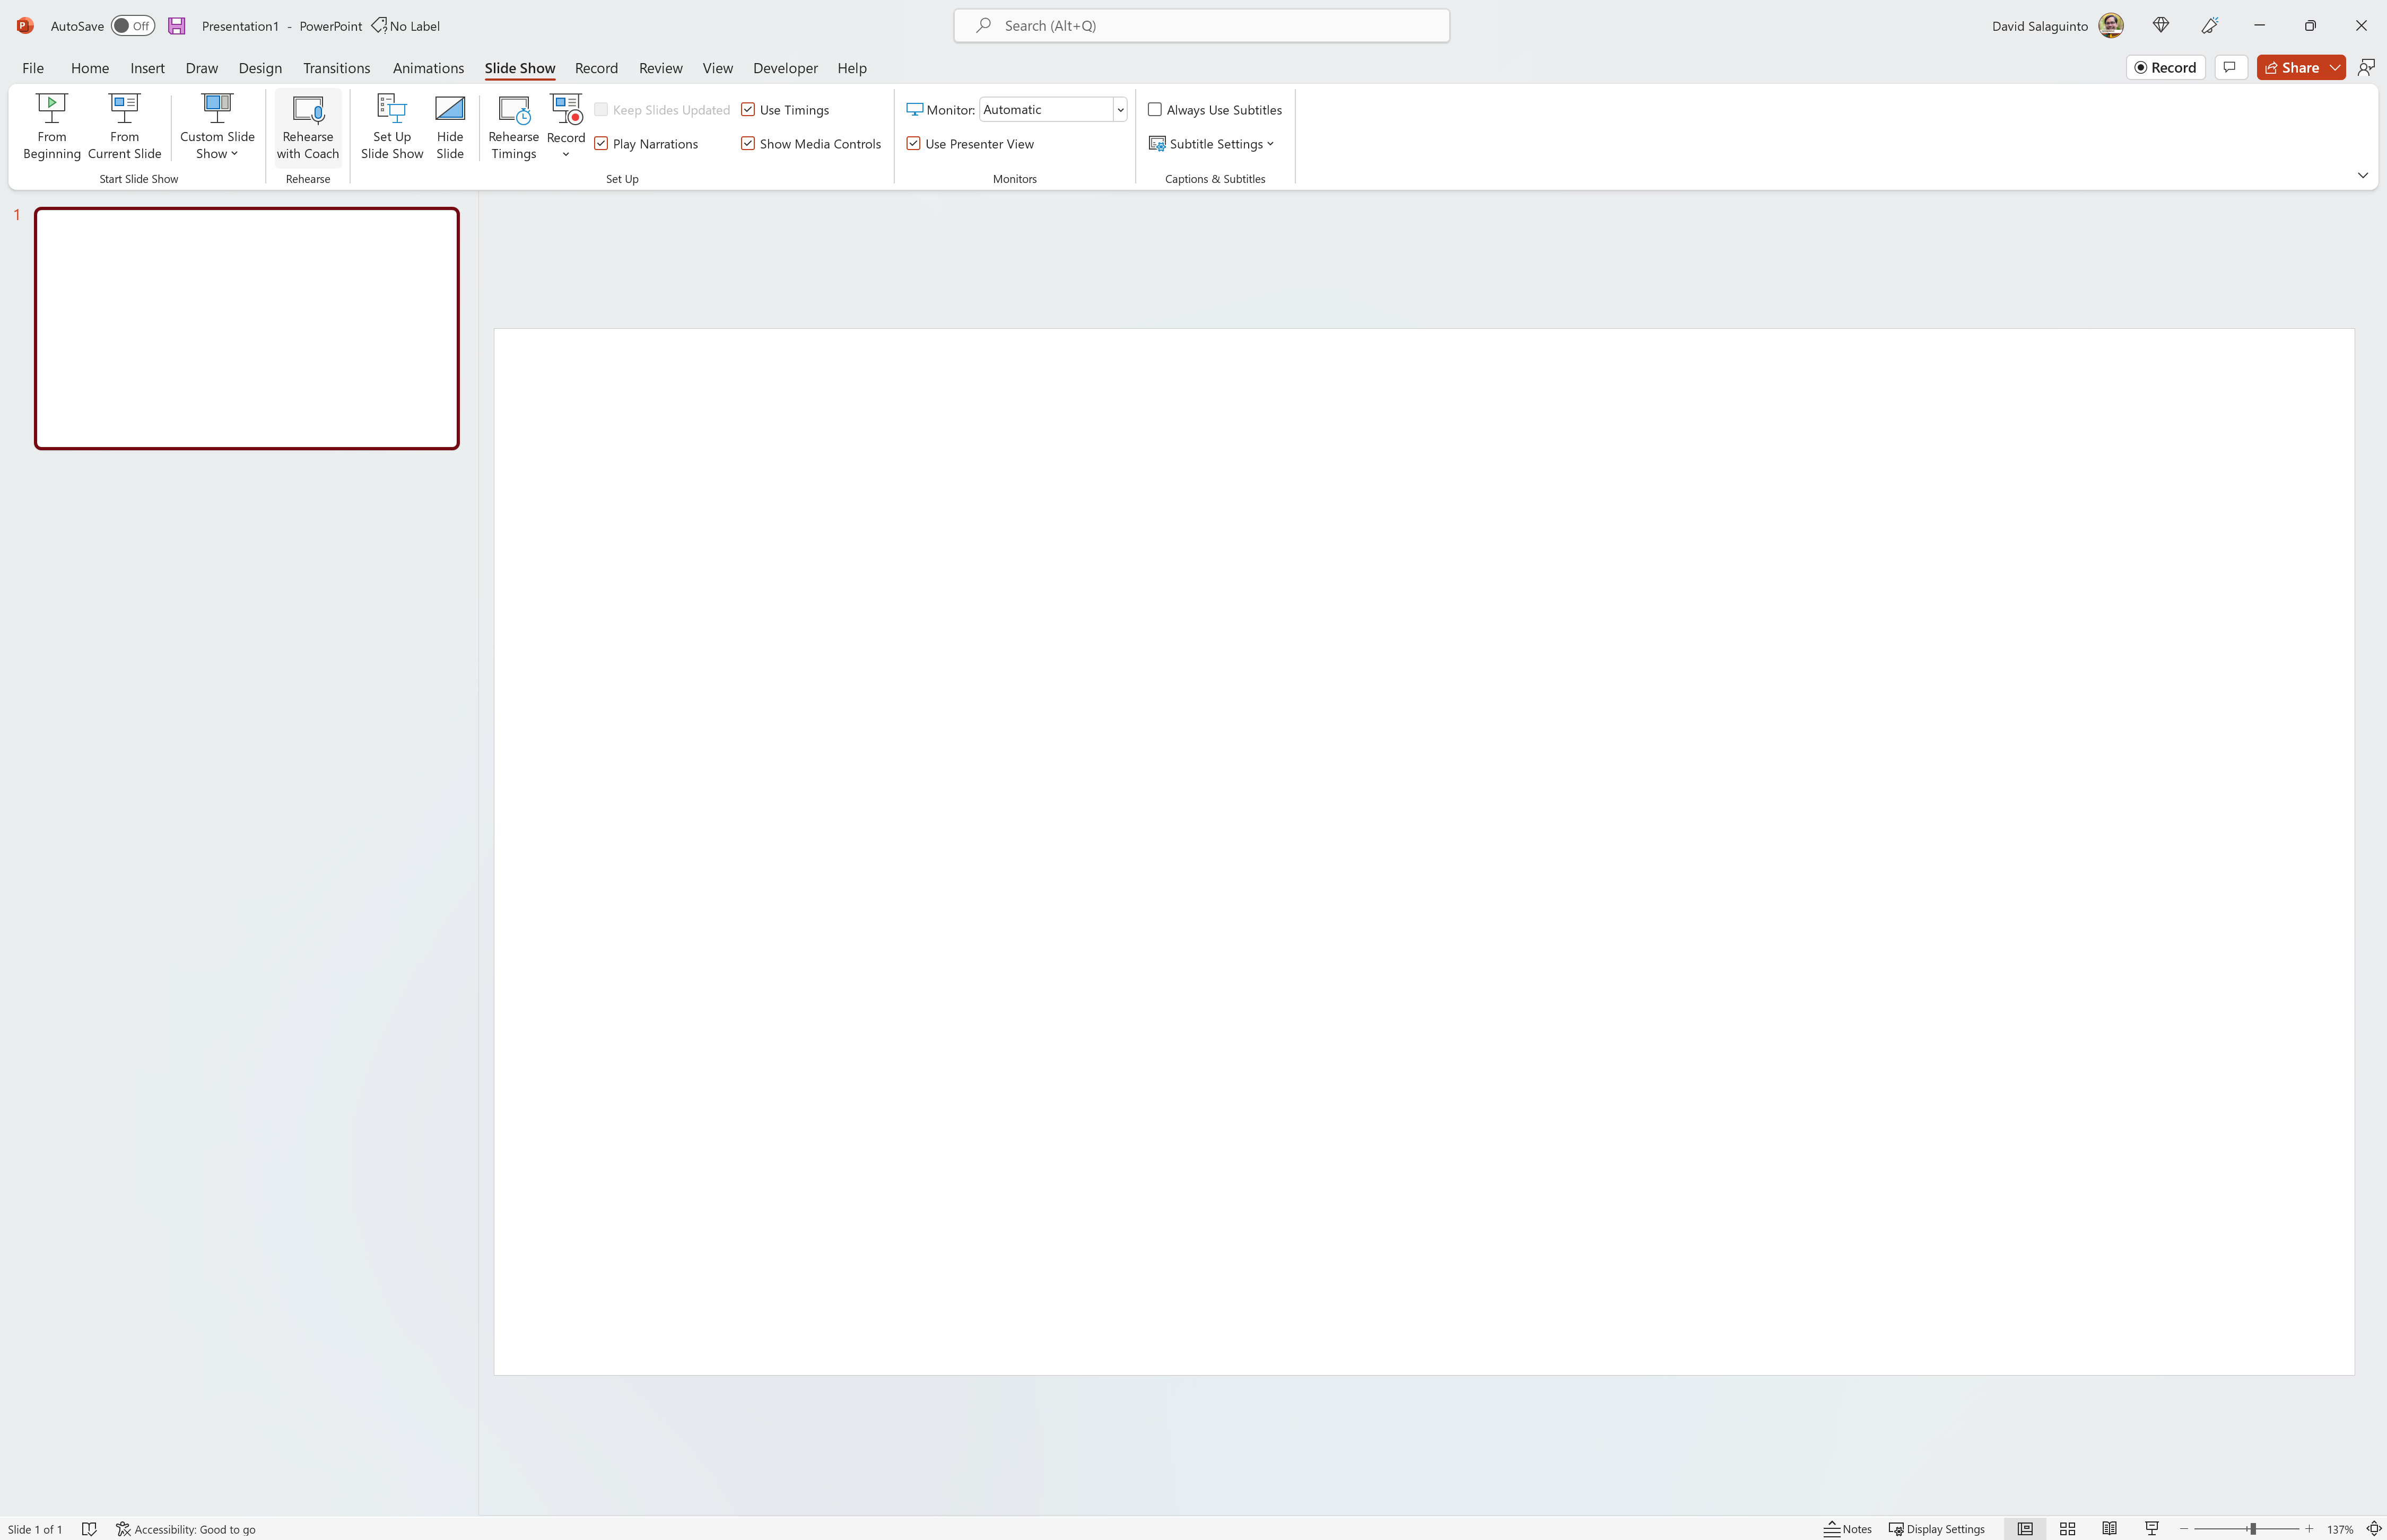 AutoSave Off Presentation1 - PowerPoint No Label Search (Alt+Q) David Salaguinto
File Home Insert Draw Design Transitions Animations Slide Show Record Review View Developer Help Record Share
From Beginning
From Current Slide
Custom Slide Show
Start Slide Show
Rehearse with Coach
Rehearse
Set Up Slide Show
Hide Slide
Rehearse Timings
Record
Keep Slides Updated
Play Narrations
Use Timings
Show Media Controls
Set Up
Monitor: Automatic
Use Presenter View
Monitors
Always Use Subtitles
Subtitle Settings
Captions & Subtitles
1
Slide 1 of 1 Accessibility: Good to go Notes Display Settings 137%